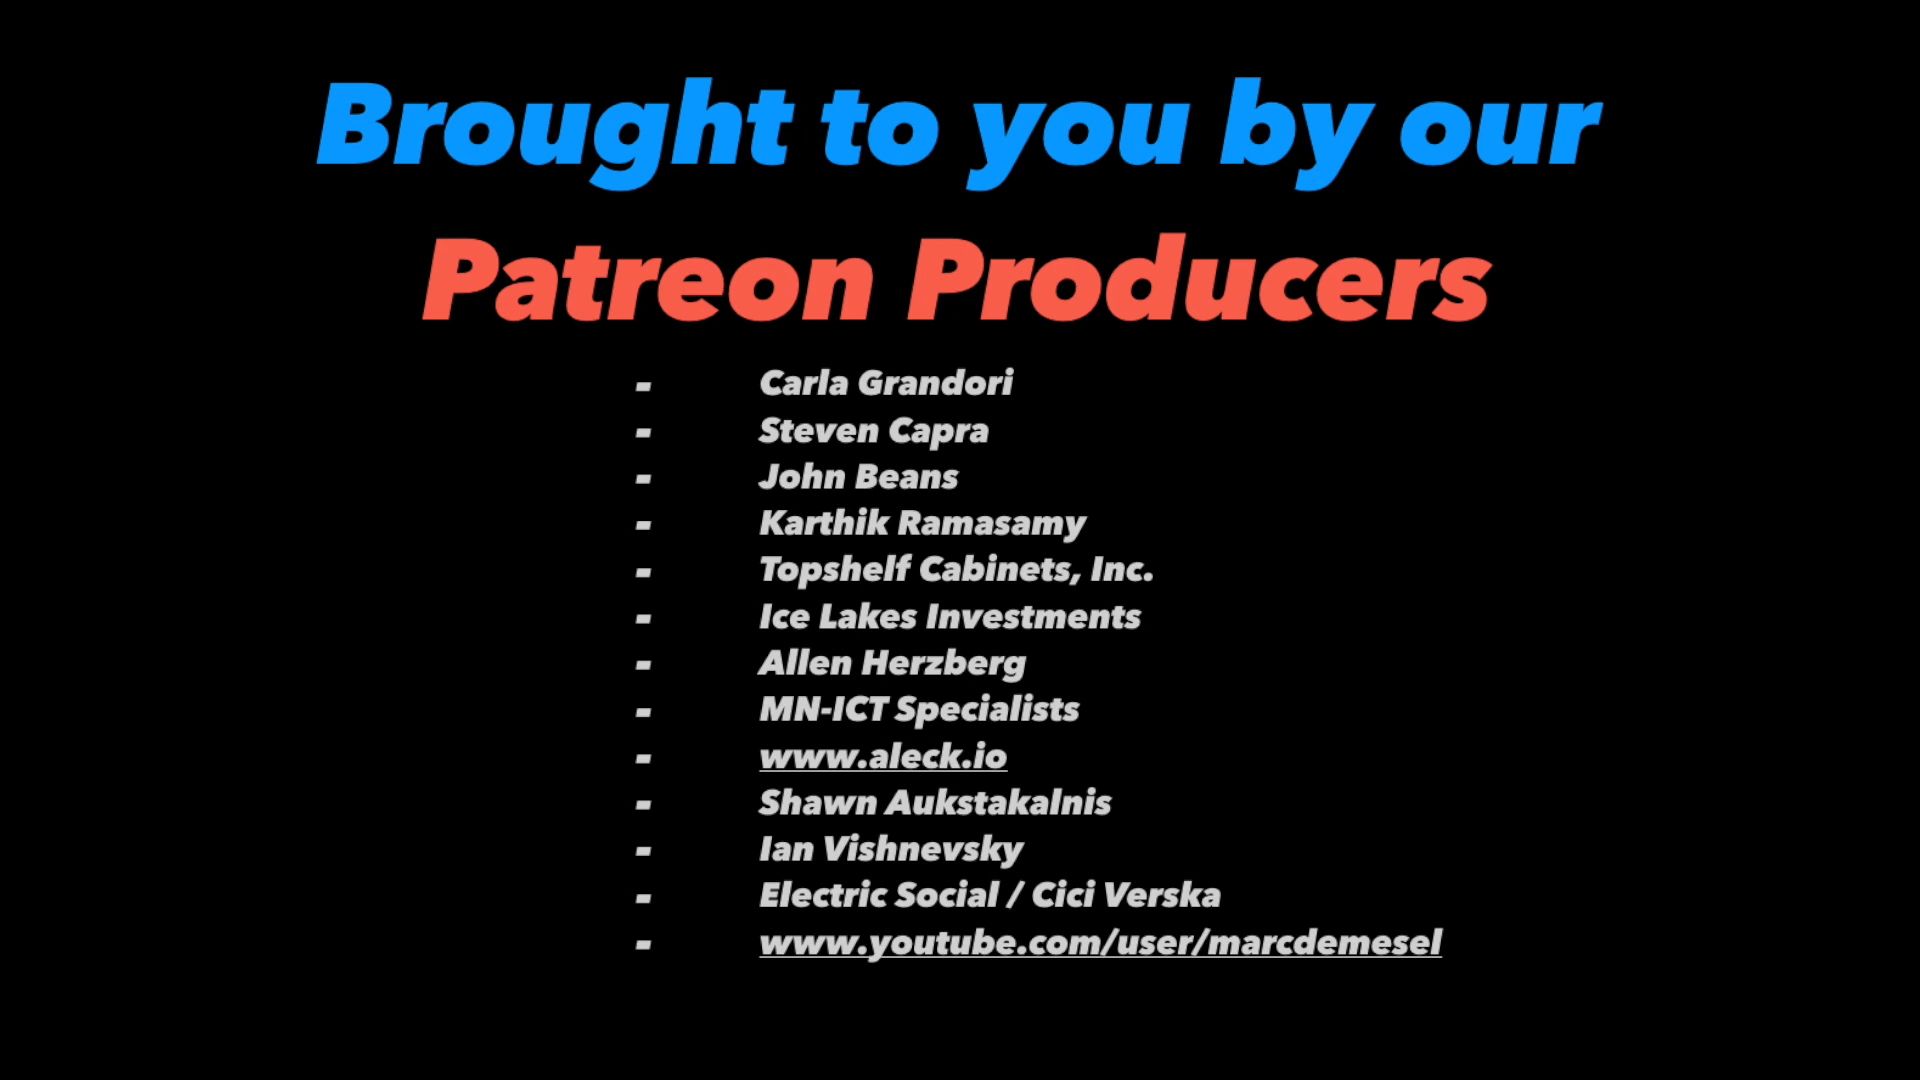 Brought to you by our
Patreon Producers
- Carla Grandori
- Steven Capra
- John Beans
- Karthik Ramasamy
- Topshelf Cabinets, Inc.
- Ice Lakes Investments
- Allen Herzberg
- MN-ICT Specialists
- www.aleck.io
- Shawn Aukstakalnis
- Ian Vishnevsky
- Electric Social / Cici Verska
- www.youtube.com/user/marcdemesel